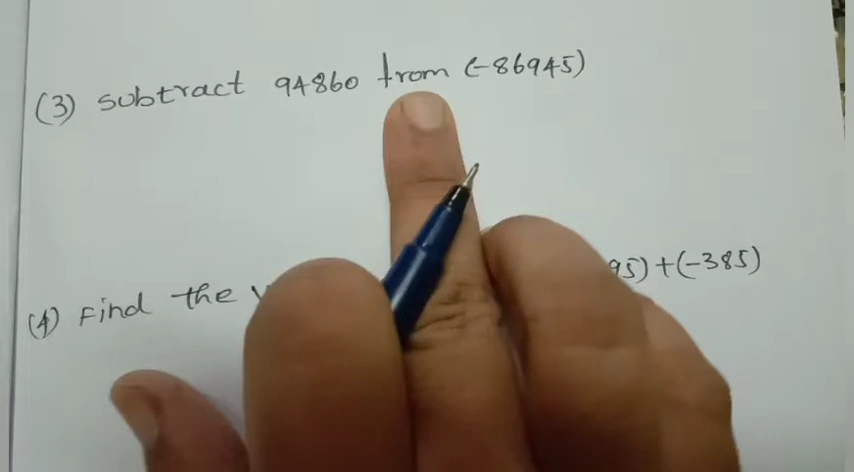 (3) subtract 94860 from (-86945)
(4) Find the 95)+(-385)